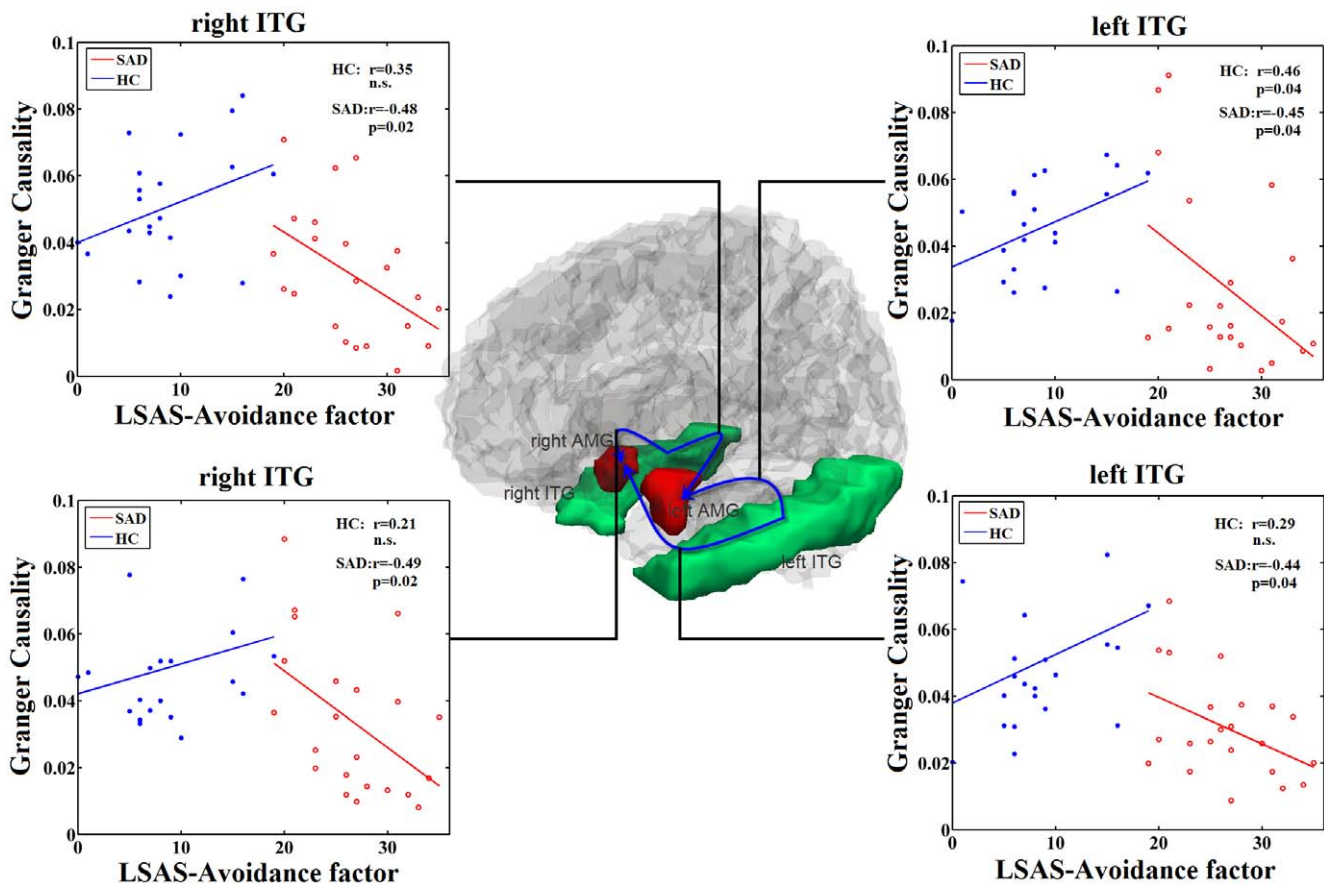 right ITG
0.1
0.08
0.06
0.04
0.02
0
0
10
20
30
Granger Causality
LSAS-Avoidance factor
SAD
HC
HC: r=0.35
n.s.
SAD:r=-0.48
p=0.02
left ITG
0.1
0.08
0.06
0.04
0.02
0
0
10
20
30
Granger Causality
LSAS-Avoidance factor
SAD
HC
HC: r=0.46
p=0.04
SAD:r=-0.45
p=0.04
right AMG
right ITG
left AMG
left ITG
right ITG
0.1
0.08
0.06
0.04
0.02
0
0
10
20
30
Granger Causality
LSAS-Avoidance factor
SAD
HC
HC: r=0.21
n.s.
SAD:r=-0.49
p=0.02
left ITG
0.1
0.08
0.06
0.04
0.02
0
0
10
20
30
Granger Causality
LSAS-Avoidance factor
SAD
HC
HC: r=0.29
n.s.
SAD:r=-0.44
p=0.04